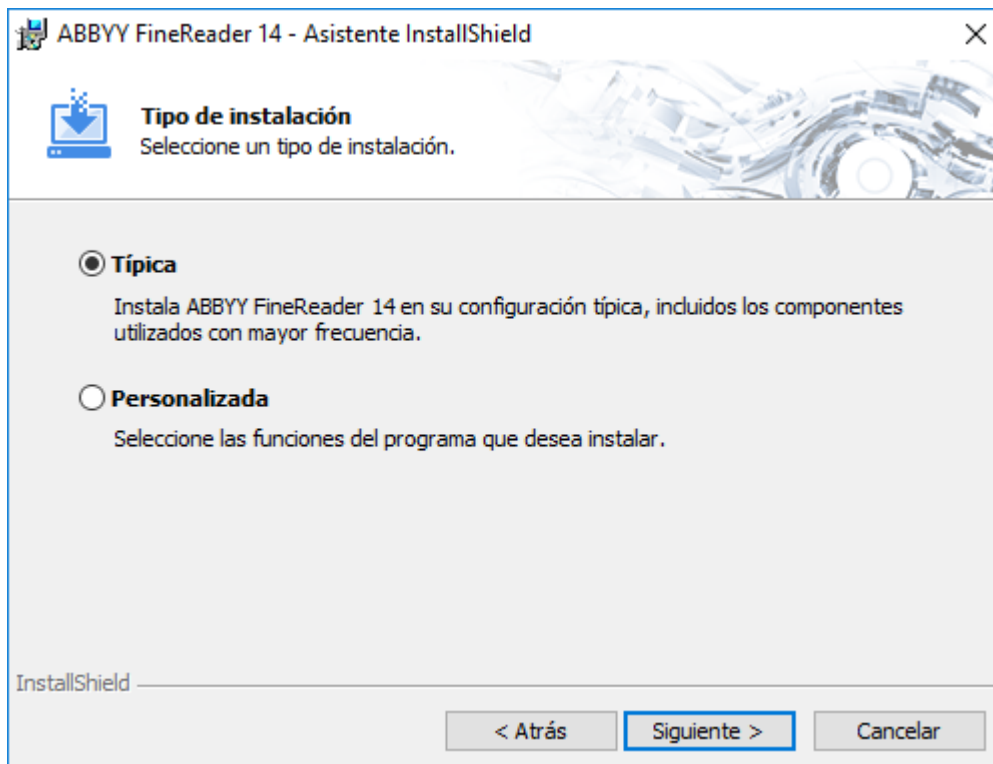 ABBYY FineReader 14 - Asistente InstallShield
Tipo de instalación
Seleccione un tipo de instalación.
Típica
Instala ABBYY FineReader 14 en su configuración típica, incluidos los componentes
utilizados con mayor frecuencia.
Personalizada
Seleccione las funciones del programa que desea instalar.
InstallShield
< Atrás
Siguiente >
Cancelar